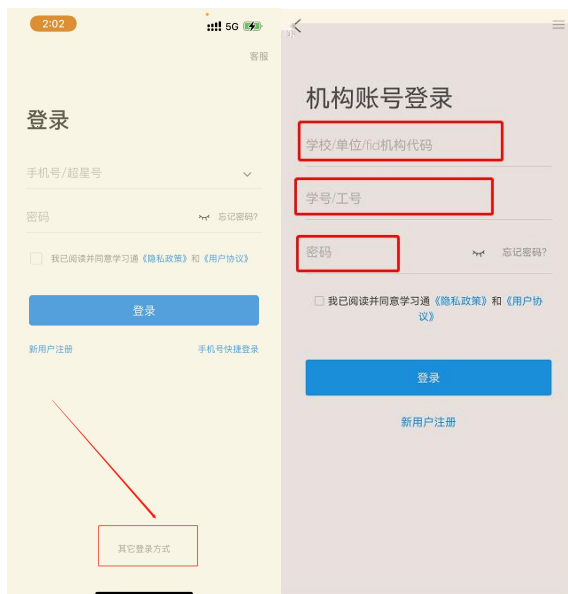 2:02
5G
客服
登录
手机号/超星号
密码
忘记密码?
我已阅读并同意学习通《隐私政策》和《用户协议》
登录
新用户注册
手机号快捷登录
其它登录方式
机构账号登录
学校/单位/fid机构代码
学号/工号
密码
忘记密码?
我已阅读并同意学习通《隐私政策》和《用户协
议》
登录
新用户注册